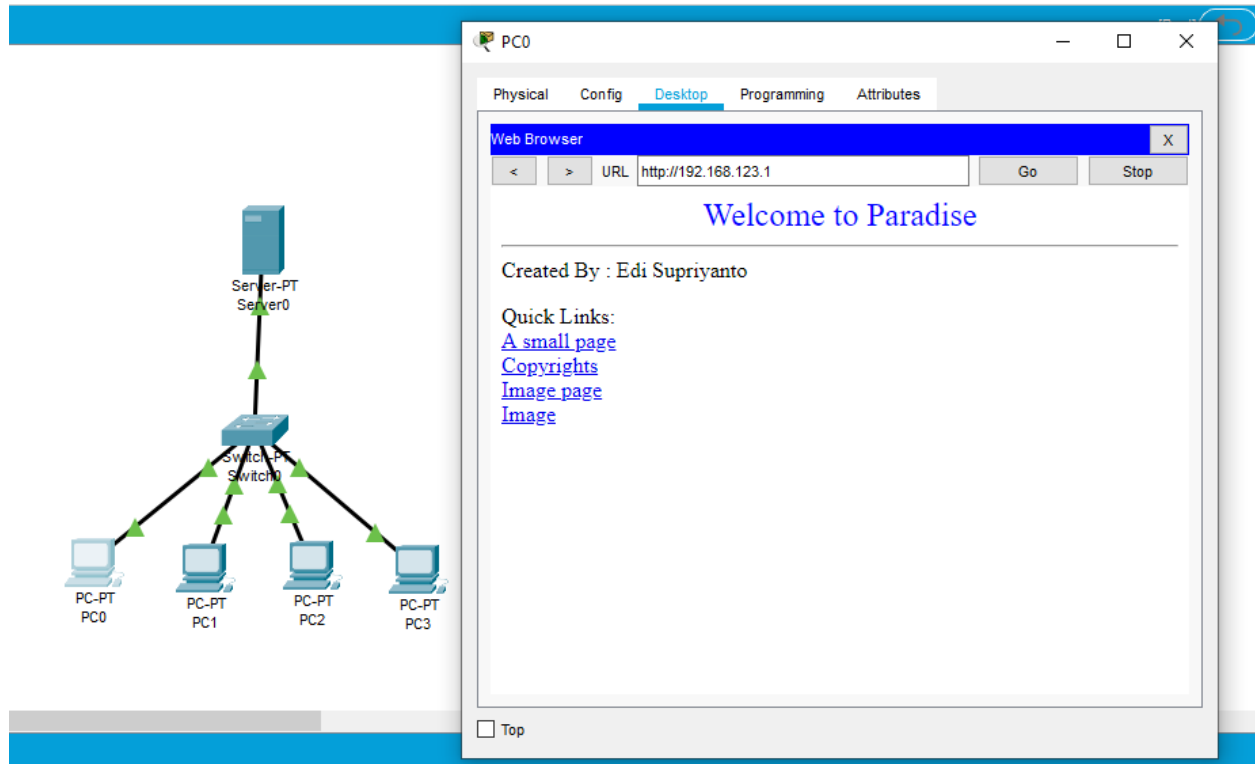 Server-PT
Server0
Switch-PT
Switch0
PC-PT
PC0
PC-PT
PC1
PC-PT
PC2
PC-PT
PC3
PC0
Physical Config Desktop Programming Attributes
Web Browser X
< > URL http://192.168.123.1 Go Stop
Welcome to Paradise
Created By : Edi Supriyanto
Quick Links:
A small page
Copyrights
Image page
Image
Top